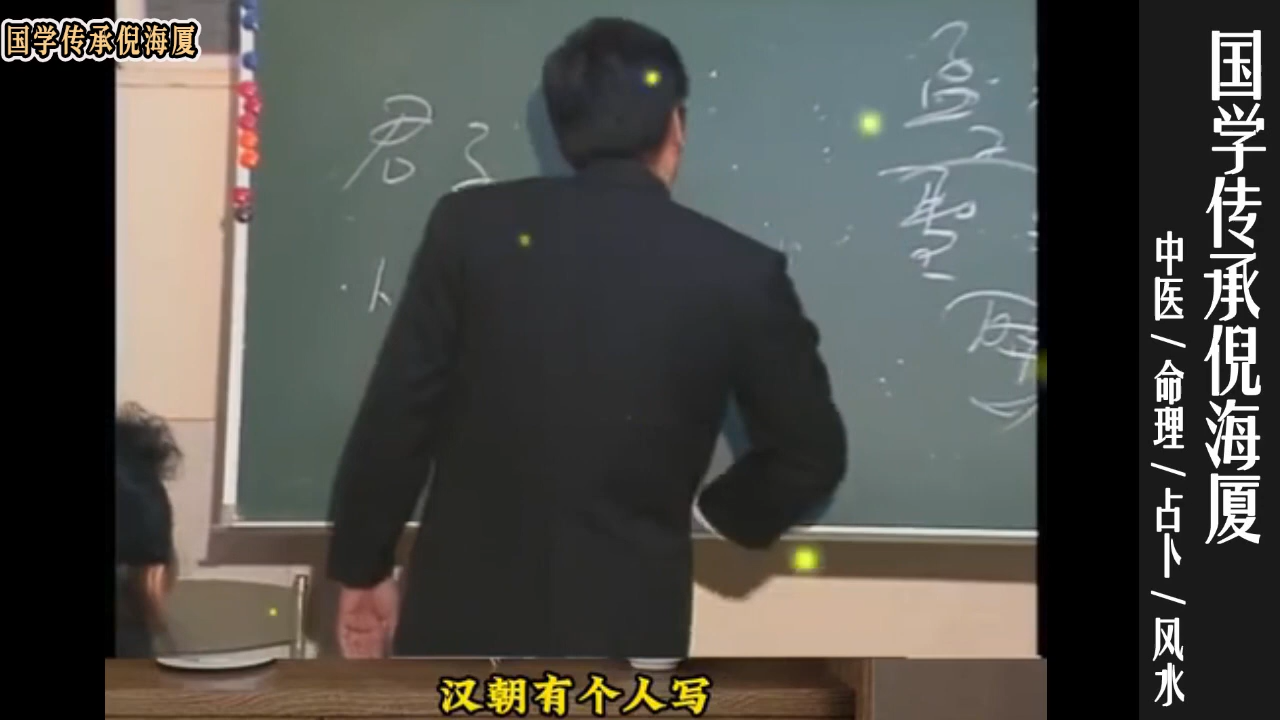 国学传承倪海厦
君子
国学传承倪海厦
中医/命理/占卜/风水
汉朝有个人写